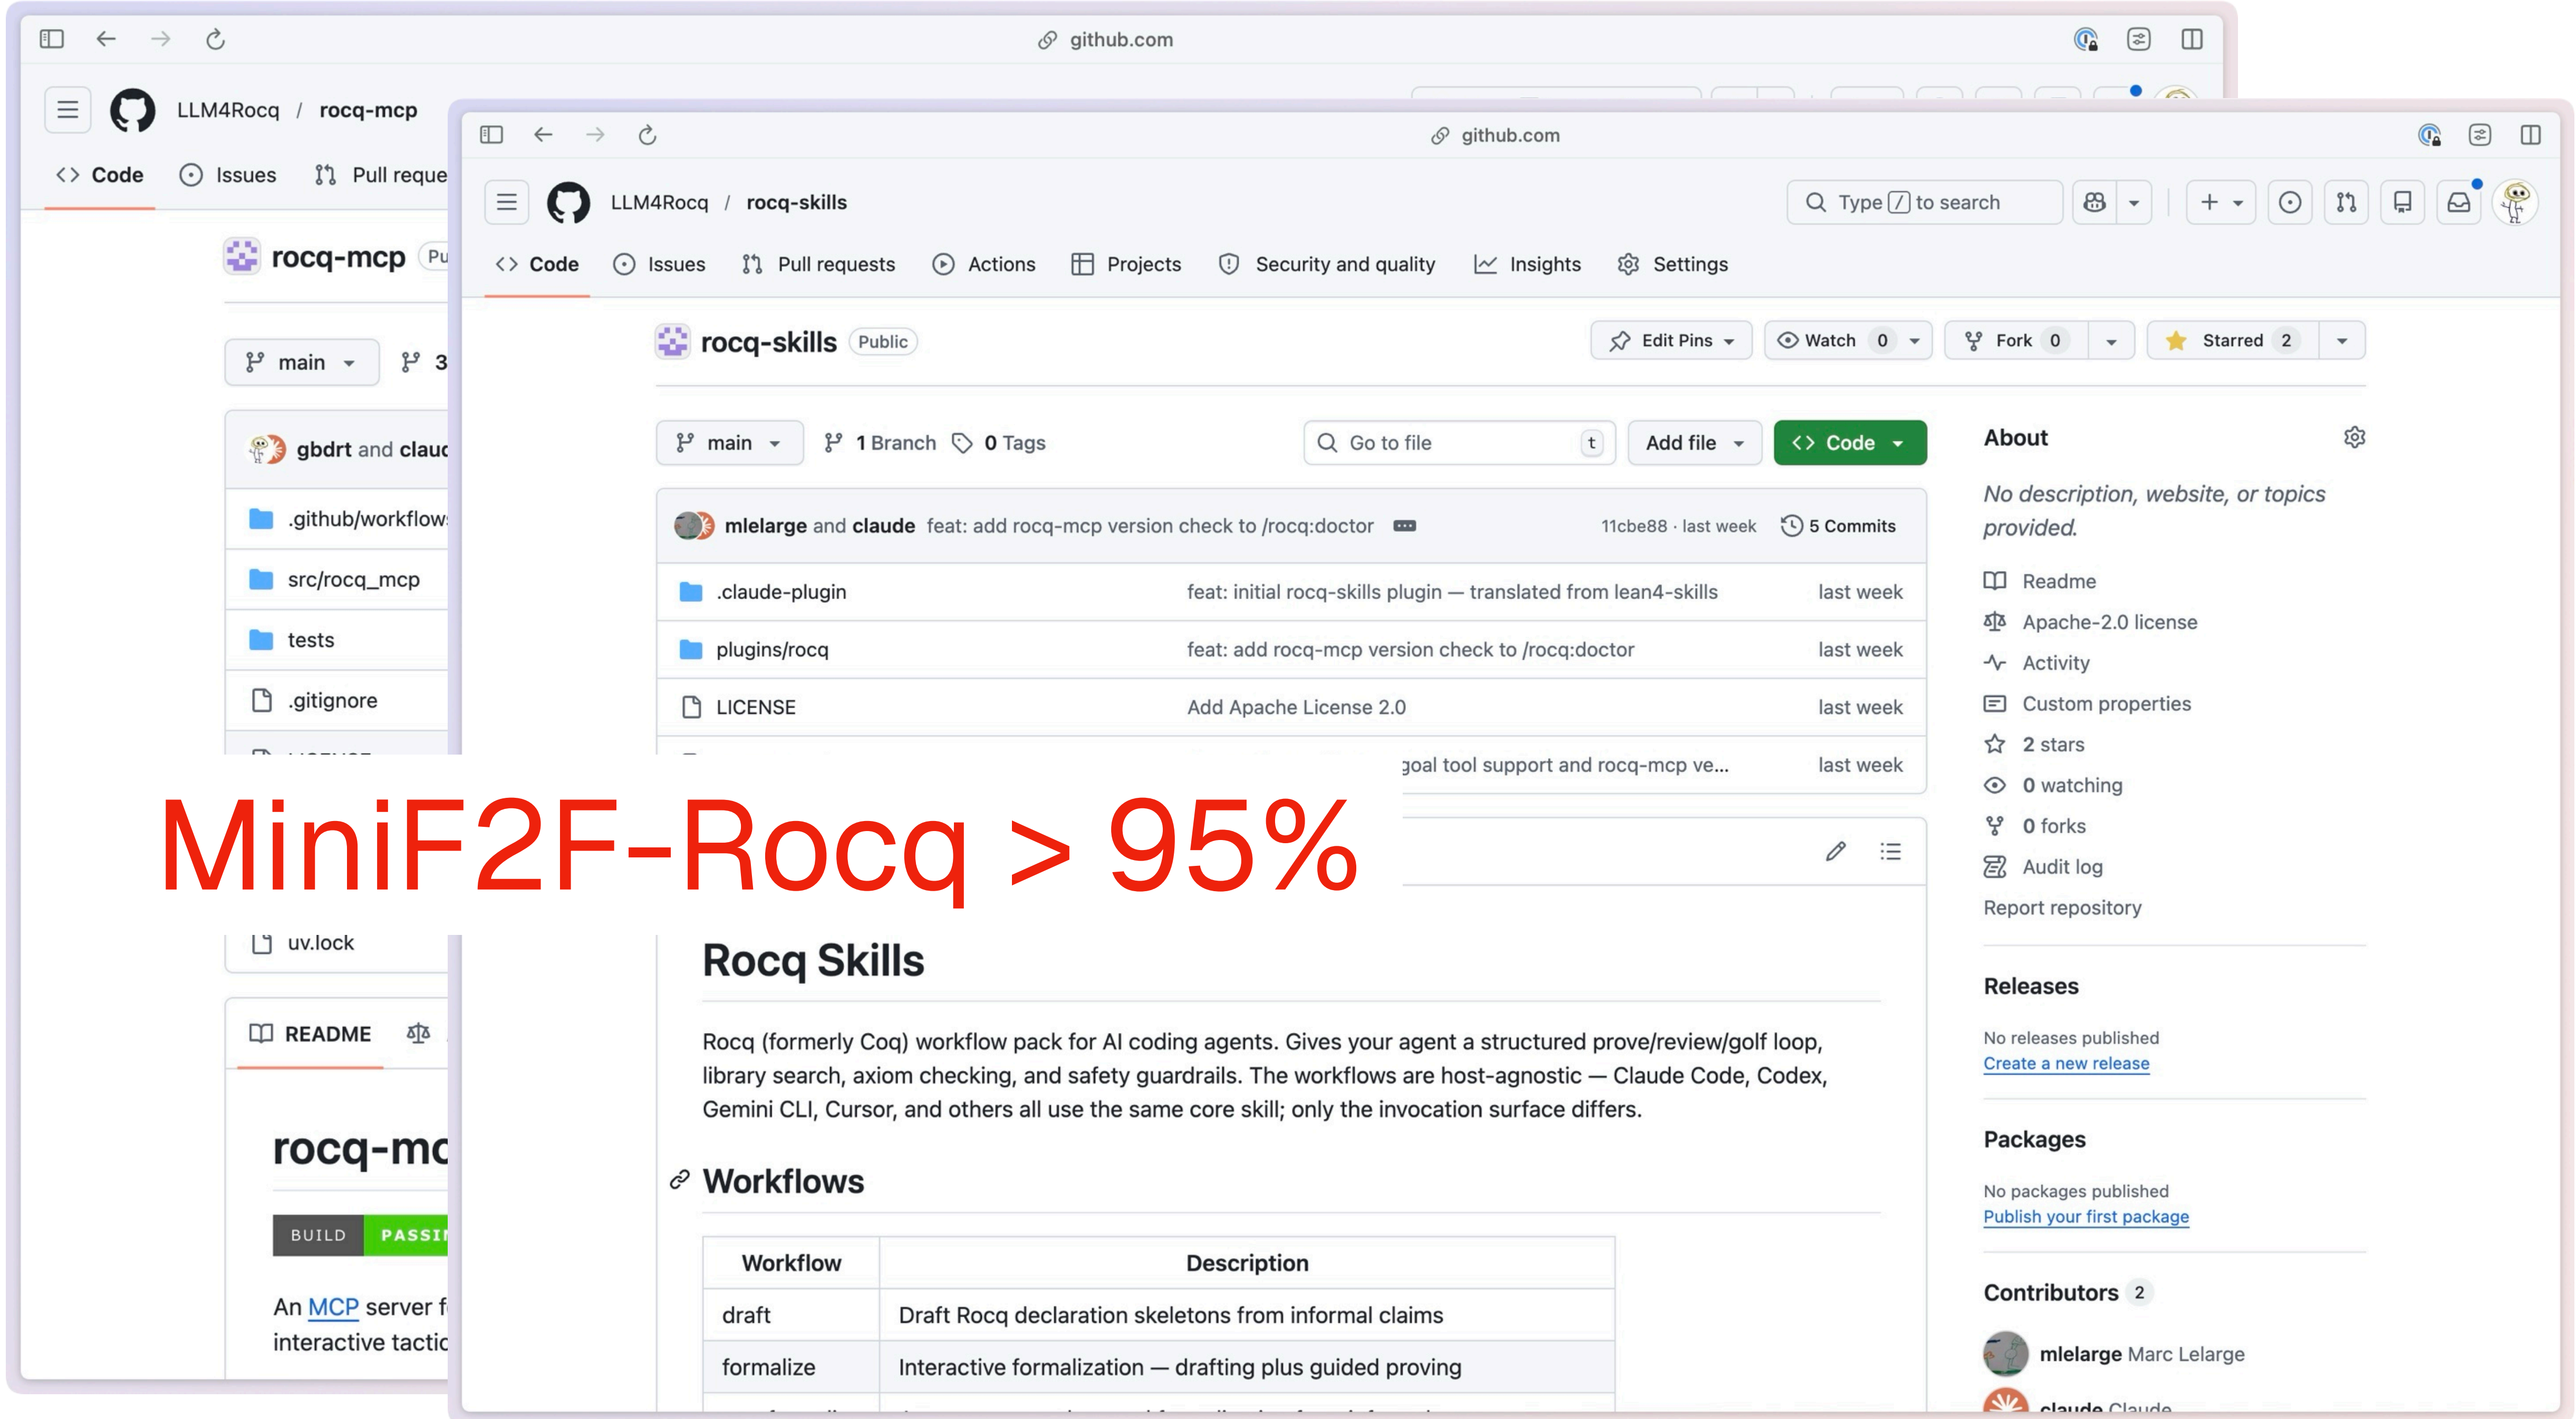 github.com
LLM4Rocq / rocq-mcp
Code Issues
rocq-mcp
main 3
gbdrt and
src/rocq_mcp
tests
.gitignore
uv.lock
README
BUILD
An MCP server
interactive
github.com
LLM4Rocq / rocq-skills
Type / to search
Code Issues Pull requests Actions Projects Security and quality Insights Settings
rocq-skills Public
Edit Pins Watch 0 Fork 0 Starred 2
main 1 Branch 0 Tags
Go to file t Add file Code
mlelarge and claude feat: add rocq-mcp version check to /rocq:doctor 11cbe88 · last week 5 Commits
.claude-plugin feat: initial rocq-skills plugin — translated from lean4-skills last week
plugins/rocq feat: add rocq-mcp version check to /rocq:doctor last week
LICENSE Add Apache License 2.0 last week
goal tool support and rocq-mcp ve... last week
MiniF2F-Rocq > 95%
Rocq Skills
Rocq (formerly Coq) workflow pack for AI coding agents. Gives your agent a structured prove/review/golf loop,
library search, axiom checking, and safety guardrails. The workflows are host-agnostic — Claude Code, Codex,
Gemini CLI, Cursor, and others all use the same core skill; only the invocation surface differs.
Workflows
Workflow Description
draft Draft Rocq declaration skeletons from informal claims
formalize Interactive formalization — drafting plus guided proving
About
No description, website, or topics
provided.
Readme
Apache-2.0 license
Activity
Custom properties
2 stars
0 watching
0 forks
Audit log
Report repository
Releases
No releases published
Create a new release
Packages
No packages published
Publish your first package
Contributors 2
mlelarge Marc Lelarge
claude Claude